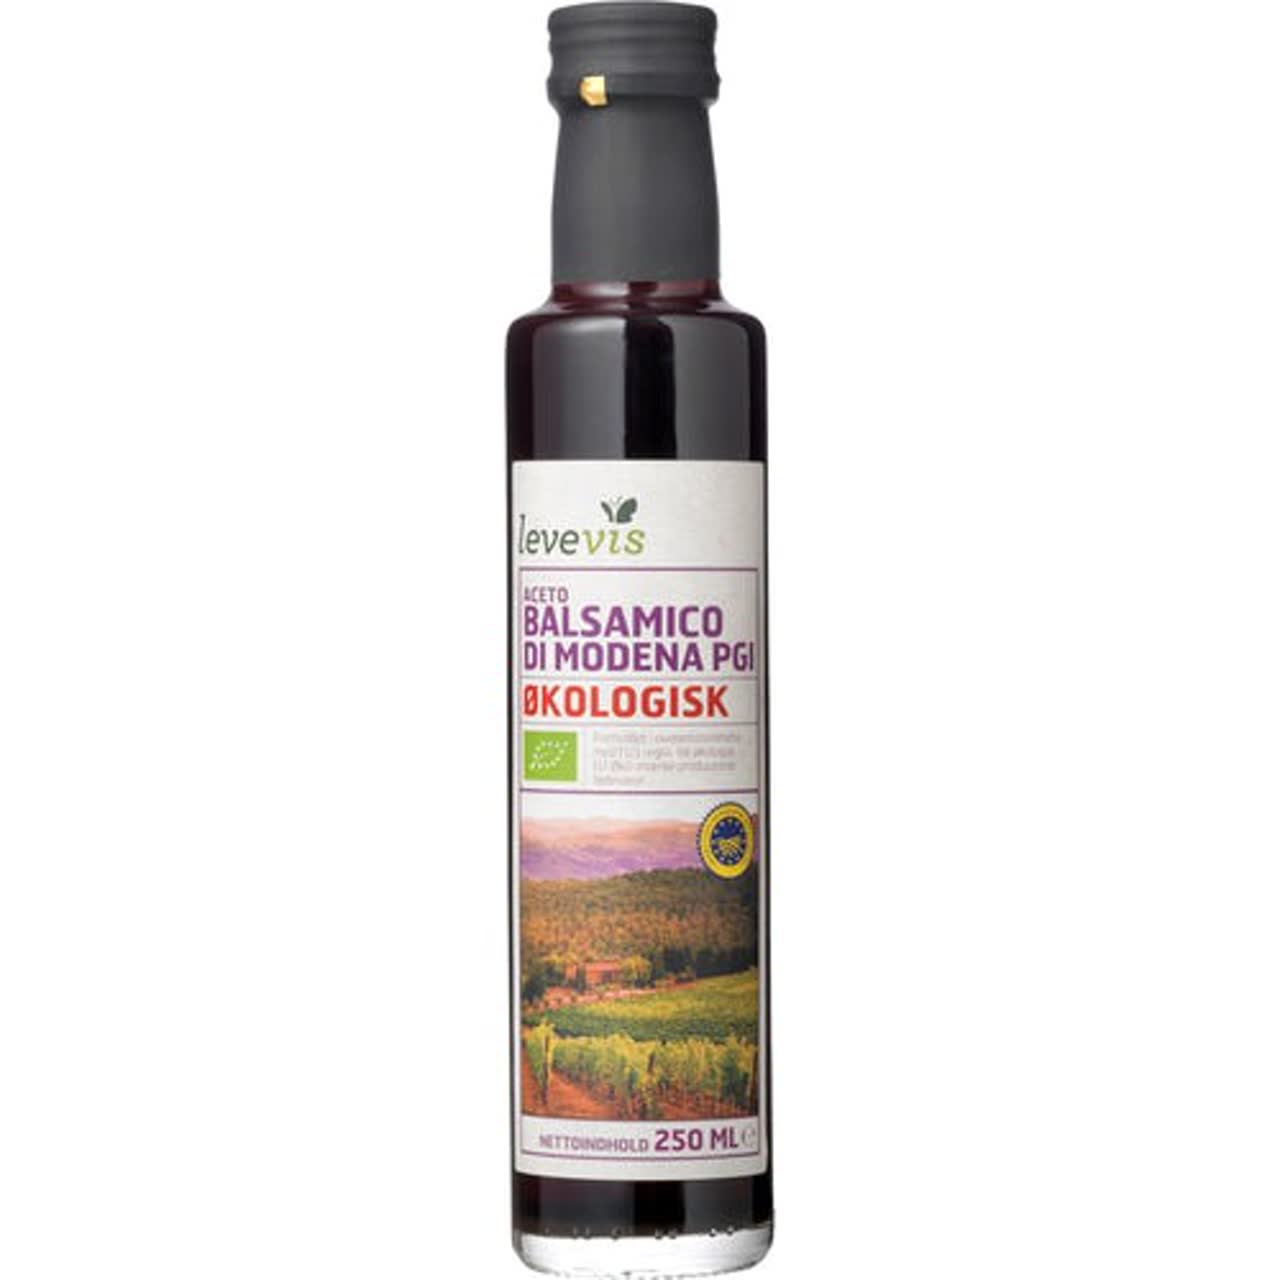 levevis
ACETO
BALSAMICO
DI MODENA PGI
ØKOLOGISK
NETTOINDHOLD 250 ML ℮